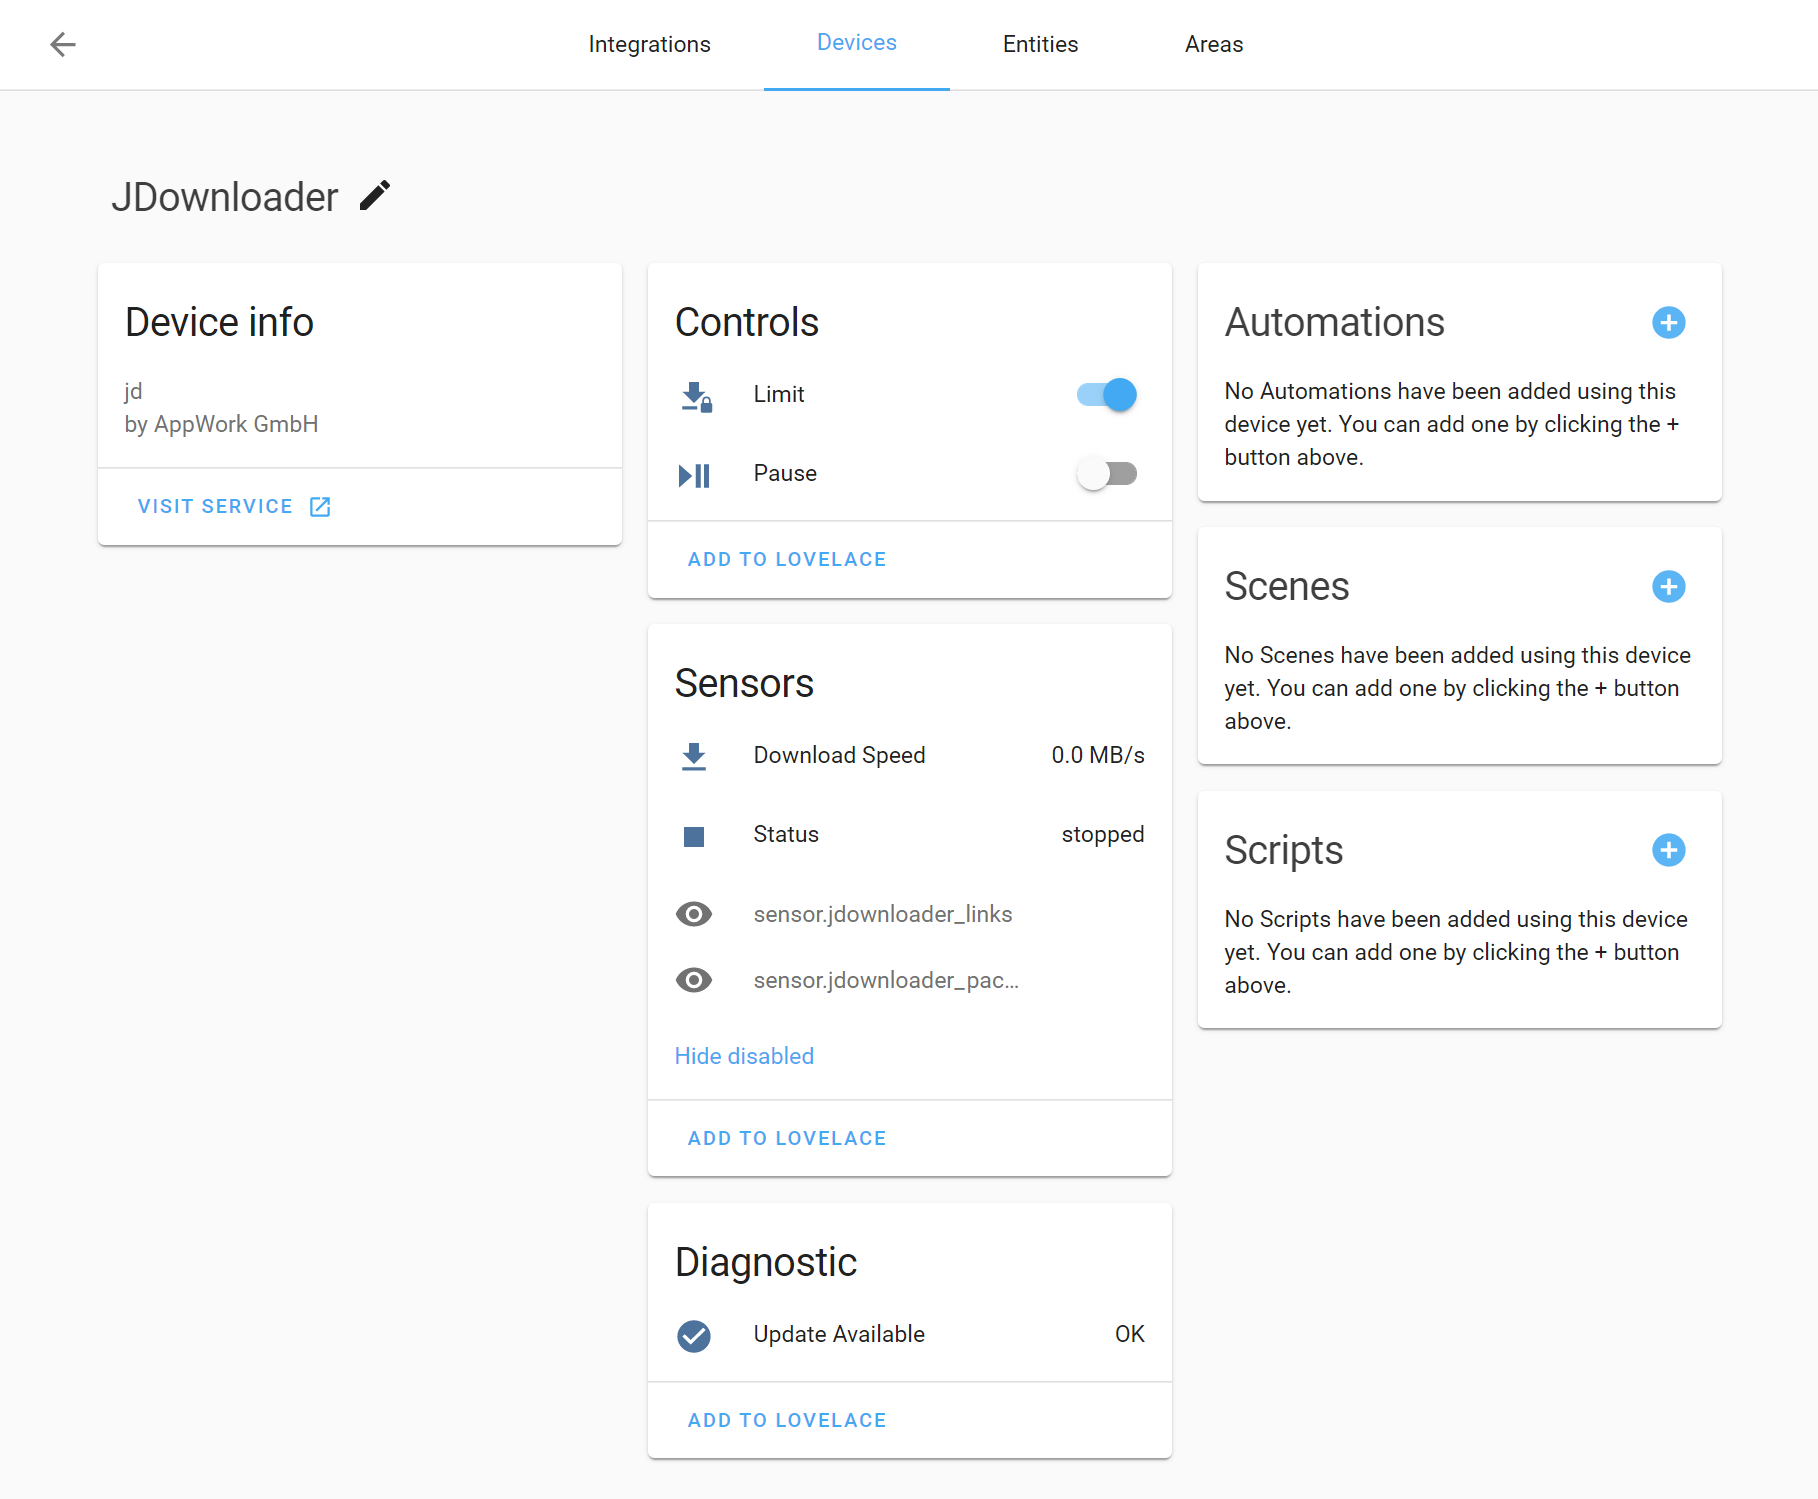 Integrations
Devices
Entities
Areas
JDownloader
Device info
jd
by AppWork GmbH
VISIT SERVICE
Controls
Limit
Pause
ADD TO LOVELACE
Sensors
Download Speed 0.0 MB/s
Status stopped
sensor.jdownloader_links
sensor.jdownloader_pac...
Hide disabled
ADD TO LOVELACE
Diagnostic
Update Available OK
ADD TO LOVELACE
Automations
No Automations have been added using this
device yet. You can add one by clicking the +
button above.
Scenes
No Scenes have been added using this device
yet. You can add one by clicking the + button
above.
Scripts
No Scripts have been added using this device
yet. You can add one by clicking the + button
above.